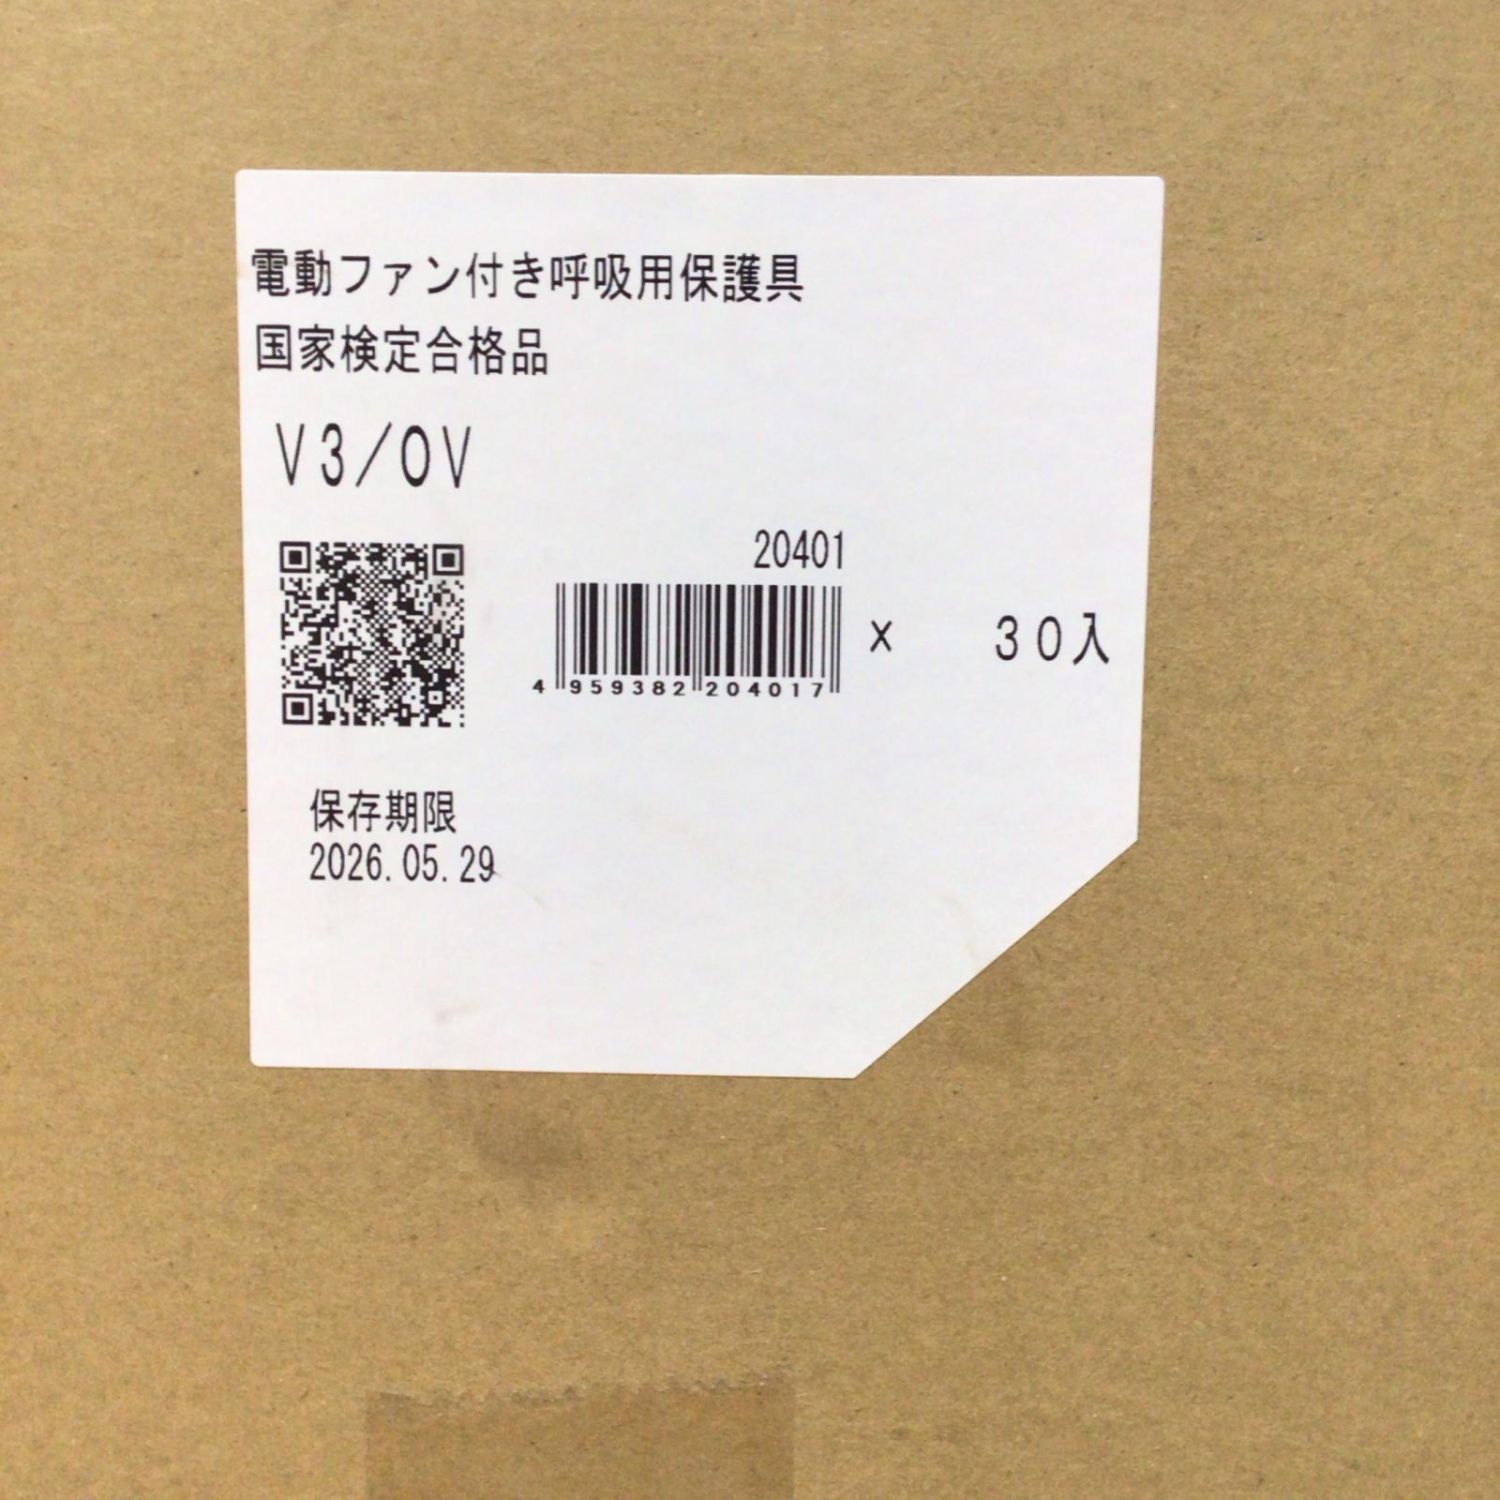 電動ファン付き呼吸用保護具
国家検定合格品
V3/OV
20401
× 30入
4 959382 204017
保存期限
2026.05.29